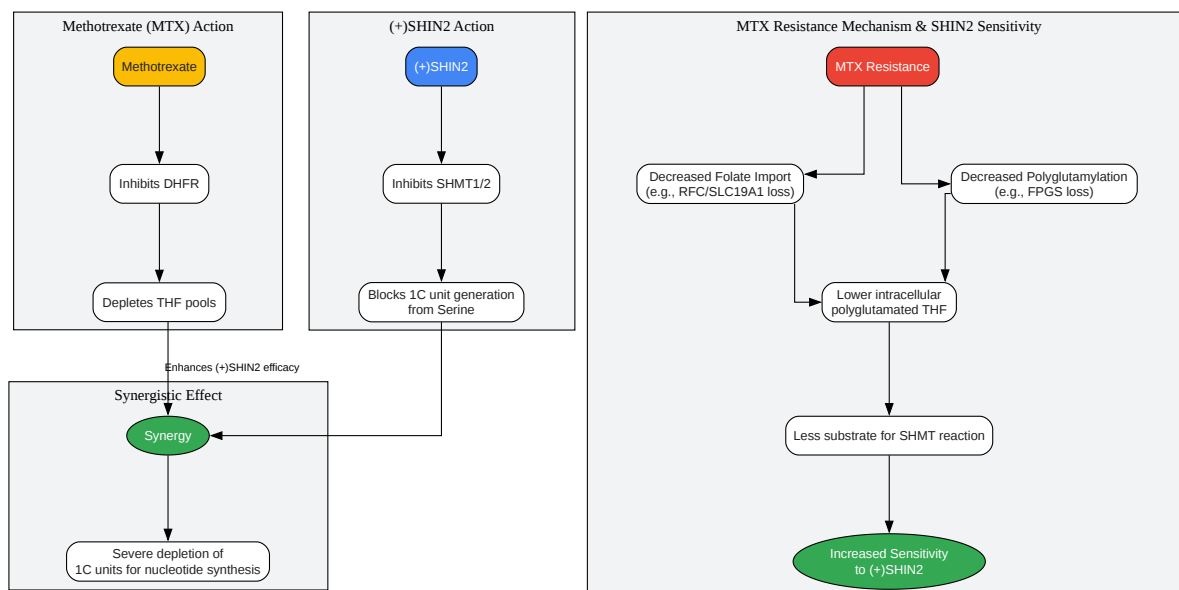 Methotrexate (MTX) Action
Methotrexate
Inhibits DHFR
Depletes THF pools
(+)SHIN2 Action
(+)SHIN2
Inhibits SHMT1/2
Blocks 1C unit generation
from Serine
Enhances (+)SHIN2 efficacy
Synergistic Effect
Synergy
Severe depletion of
1C units for nucleotide synthesis
MTX Resistance Mechanism & SHIN2 Sensitivity
MTX Resistance
Decreased Folate Import
(e.g., RFC/SLC19A1 loss)
Decreased Polyglutamylation
(e.g., FPGS loss)
Lower intracellular
polyglutamated THF
Less substrate for SHMT reaction
Increased Sensitivity
to (+)SHIN2